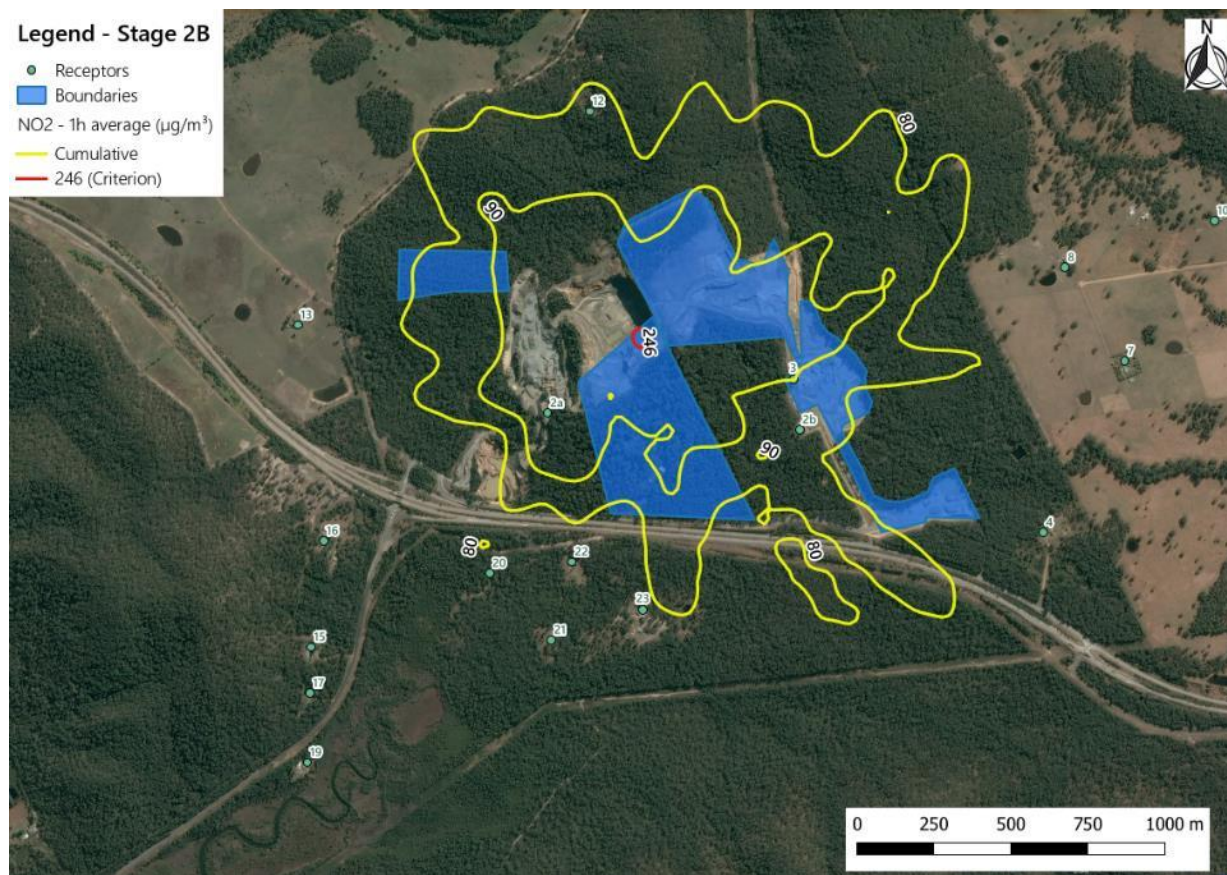 Legend - Stage 2B
Receptors
Boundaries
NO2 - 1h average (µg/m³)
Cumulative
246 (Criterion)
N
12
80
90
10
8
13
246
7
3
2a
2b
90
4
16
80
80
22
20
23
21
15
17
19
0 250 500 750 1000 m